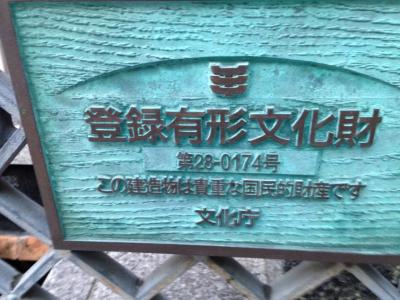 登録有形文化財
第28-0174号
この建造物は貴重な国民的財産です
文化庁